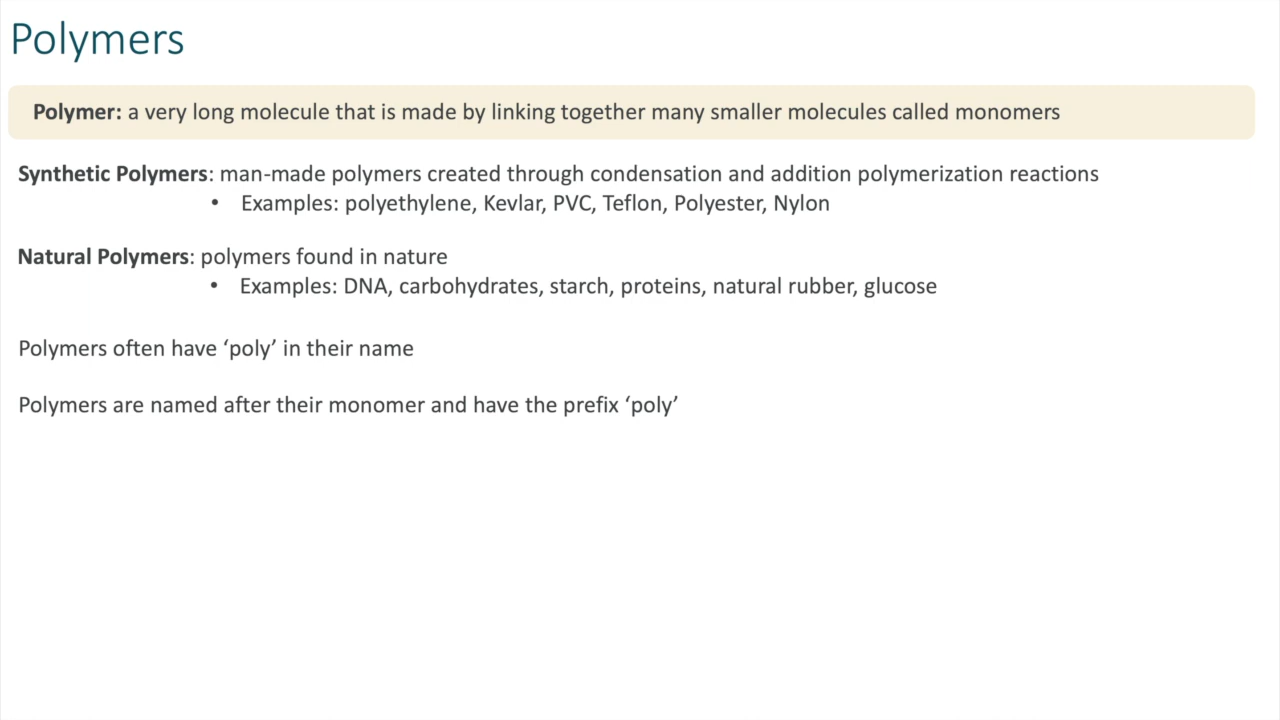 Polymers
Polymer: a very long molecule that is made by linking together many smaller molecules called monomers
Synthetic Polymers: man-made polymers created through condensation and addition polymerization reactions
• Examples: polyethylene, Kevlar, PVC, Teflon, Polyester, Nylon
Natural Polymers: polymers found in nature
• Examples: DNA, carbohydrates, starch, proteins, natural rubber, glucose
Polymers often have ‘poly’ in their name
Polymers are named after their monomer and have the prefix ‘poly’